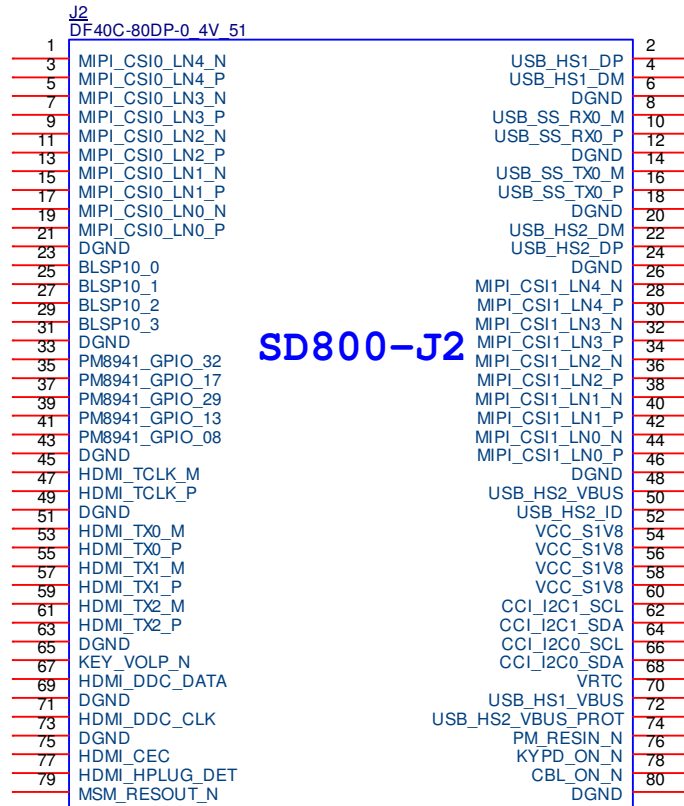 J2
DF40C-80DP-0_4V_51
1 MIPI_CSI0_LN4_N USB_HS1_DP 2
3 MIPI_CSI0_LN4_P USB_HS1_DM 4
5 MIPI_CSI0_LN3_N DGND 6
7 MIPI_CSI0_LN3_P USB_SS_RX0_M 8
9 MIPI_CSI0_LN2_N USB_SS_RX0_P 10
11 MIPI_CSI0_LN2_P DGND 12
13 MIPI_CSI0_LN1_N USB_SS_TX0_M 14
15 MIPI_CSI0_LN1_P USB_SS_TX0_P 16
17 MIPI_CSI0_LN0_N DGND 18
19 MIPI_CSI0_LN0_P USB_HS2_DM 20
21 DGND USB_HS2_DP 22
23 BLSP10_0 DGND 24
25 BLSP10_1 MIPI_CSI1_LN4_N 26
27 BLSP10_2 MIPI_CSI1_LN4_P 28
29 BLSP10_3 MIPI_CSI1_LN3_N 30
31 DGND MIPI_CSI1_LN3_P 32
SD800-J2
33 PM8941_GPIO_32 MIPI_CSI1_LN2_N 34
35 PM8941_GPIO_17 MIPI_CSI1_LN2_P 36
37 PM8941_GPIO_29 MIPI_CSI1_LN1_N 38
39 PM8941_GPIO_13 MIPI_CSI1_LN1_P 40
41 PM8941_GPIO_08 MIPI_CSI1_LN0_N 42
43 DGND MIPI_CSI1_LN0_P 44
45 HDMI_TCLK_M DGND 46
47 HDMI_TCLK_P USB_HS2_VBUS 48
49 DGND USB_HS2_ID 50
51 HDMI_TX0_M VCC_S1V8 52
53 HDMI_TX0_P VCC_S1V8 54
55 HDMI_TX1_M VCC_S1V8 56
57 HDMI_TX1_P VCC_S1V8 58
59 HDMI_TX2_M CCI_I2C1_SCL 60
61 HDMI_TX2_P CCI_I2C1_SDA 62
63 DGND CCI_I2C0_SCL 64
65 KEY_VOLP_N CCI_I2C0_SDA 66
67 HDMI_DDC_DATA VRTC 68
69 DGND USB_HS1_VBUS 70
71 HDMI_DDC_CLK USB_HS2_VBUS_PROT 72
73 DGND PM_RESIN_N 74
75 HDMI_CEC KYPD_ON_N 76
77 HDMI_HPLUG_DET CBL_ON_N 78
79 MSM_RESOUT_N DGND 80